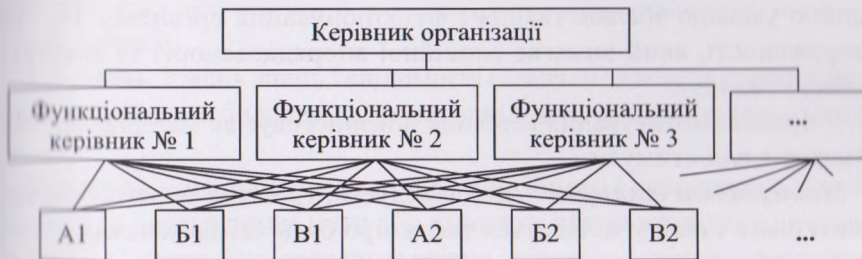 Керівник організації
Функціональний
керівник № 1
Функціональний
керівник № 2
Функціональний
керівник № 3
...
А1
Б1
В1
А2
Б2
В2
...